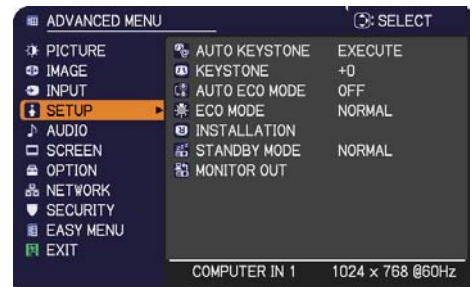 ADVANCED MENU : SELECT
PICTURE AUTO KEYSTONE EXECUTE
IMAGE KEYSTONE +0
INPUT AUTO ECO MODE OFF
SETUP ECO MODE NORMAL
AUDIO INSTALLATION
SCREEN STANDBY MODE NORMAL
OPTION MONITOR OUT
NETWORK
SECURITY
EASY MENU
EXIT
COMPUTER IN 1 1024 x 768 @60Hz